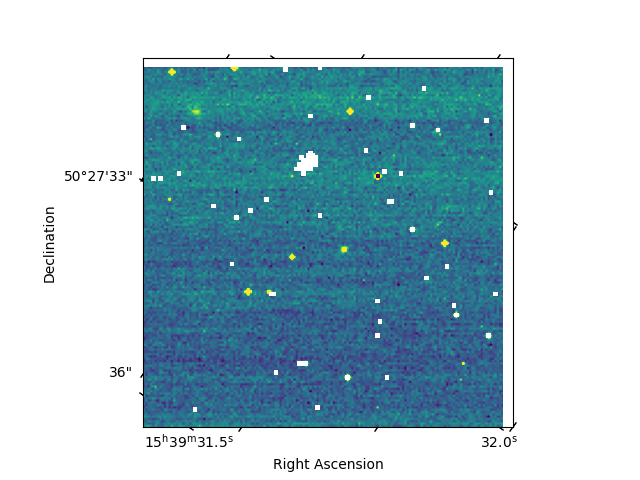 50°27'33"
Declination
36"
15ʰ39ᵐ31.5ˢ
32.0ˢ
Right Ascension